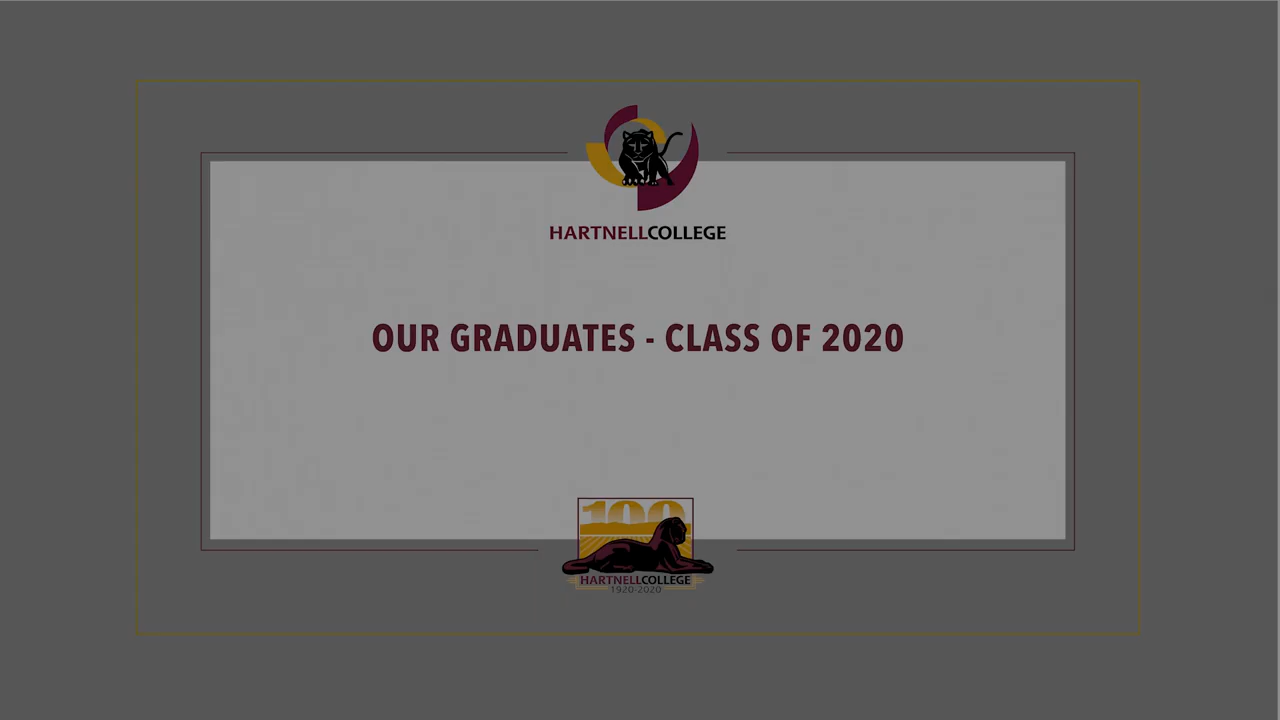 HARTNELLCOLLEGE
OUR GRADUATES - CLASS OF 2020
100
HARTNELLCOLLEGE
1920-2020